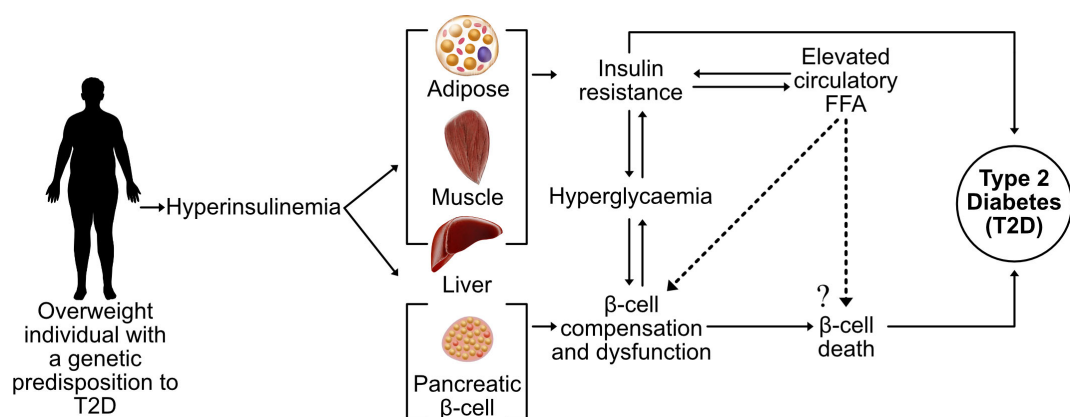 Overweight
individual with
a genetic
predisposition to
T2D
Hyperinsulinemia
Adipose
Muscle
Liver
Pancreatic
β-cell
Insulin
resistance
Elevated
circulatory
FFA
Hyperglycaemia
β-cell
compensation
and dysfunction
?
β-cell
death
Type 2
Diabetes
(T2D)